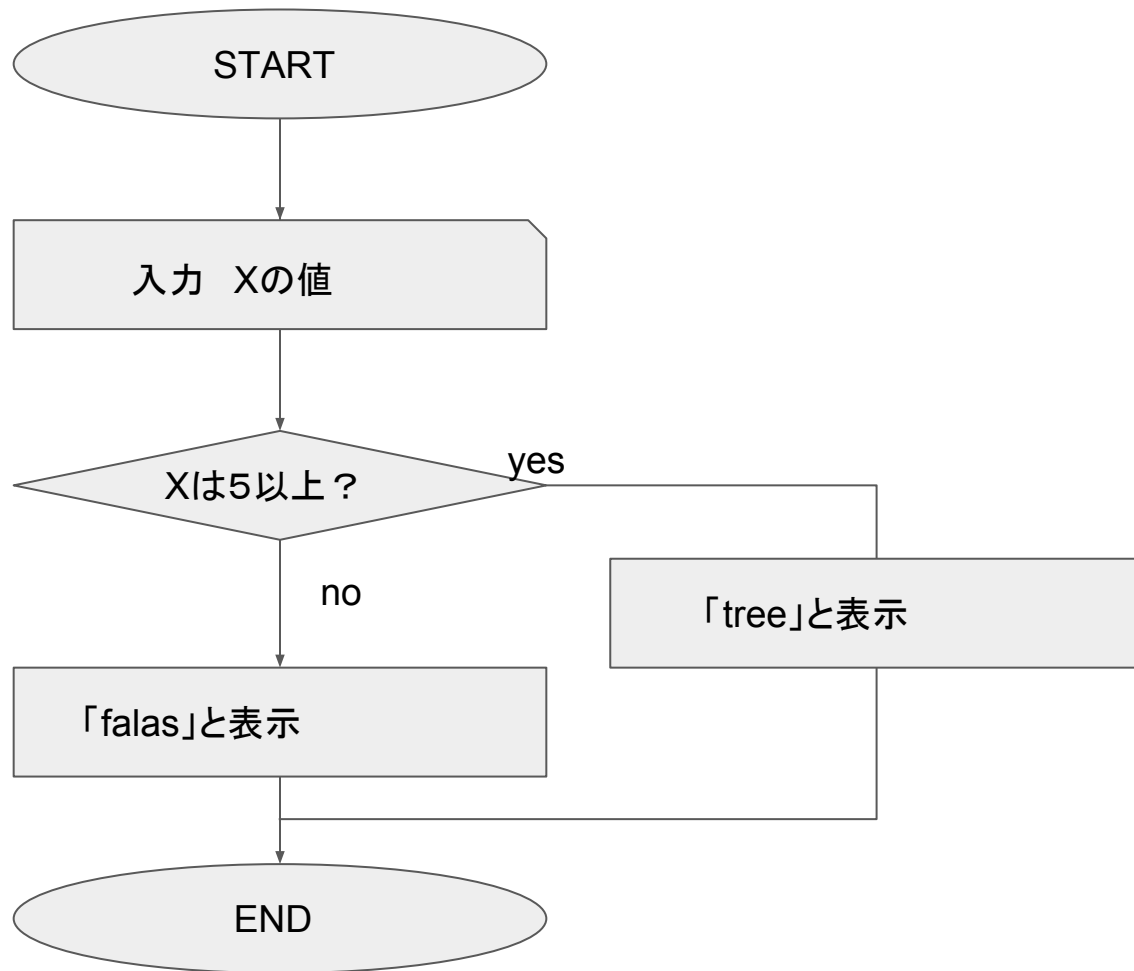 START
入力　Xの値
Xは5以上？
yes
no
「tree」と表示
「falas」と表示
END